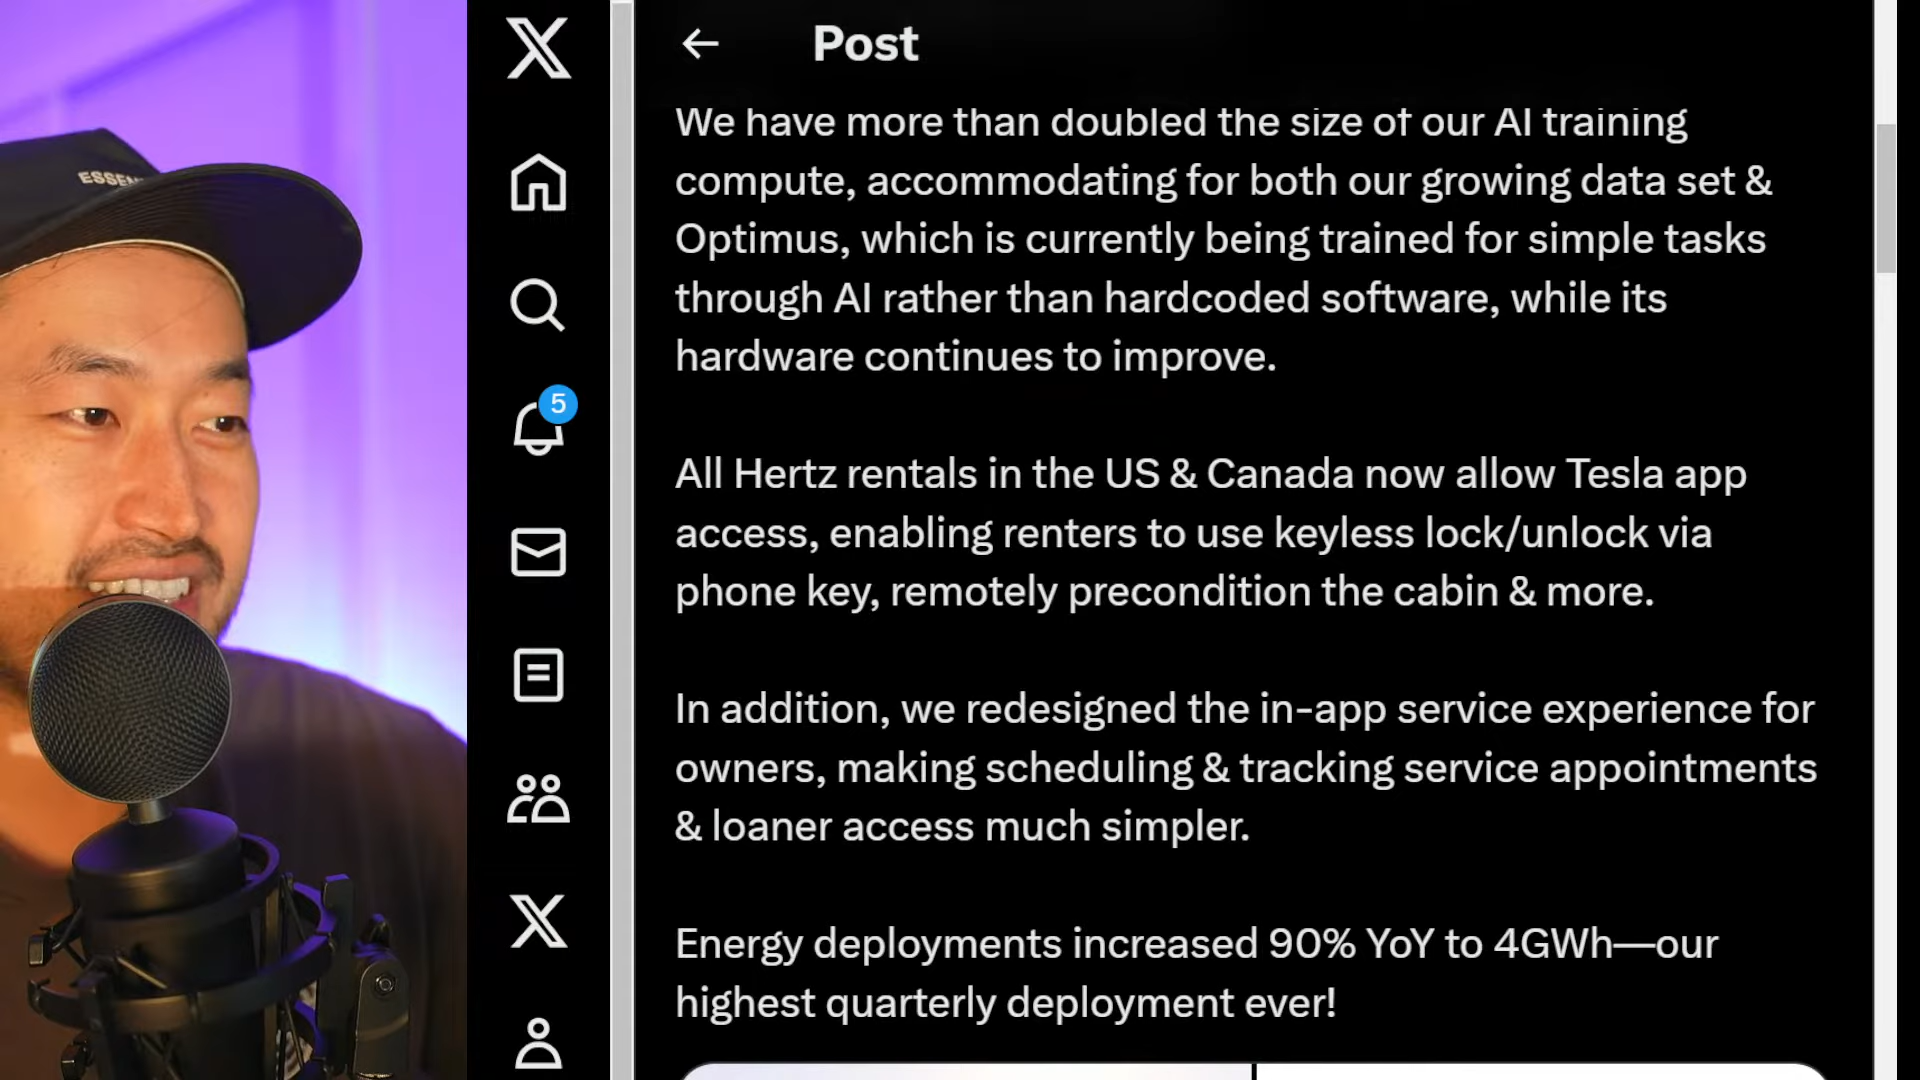 Post
We have more than doubled the size of our AI training
compute, accommodating for both our growing data set &
Optimus, which is currently being trained for simple tasks
through AI rather than hardcoded software, while its
hardware continues to improve.
All Hertz rentals in the US & Canada now allow Tesla app
access, enabling renters to use keyless lock/unlock via
phone key, remotely precondition the cabin & more.
In addition, we redesigned the in-app service experience for
owners, making scheduling & tracking service appointments
& loaner access much simpler.
Energy deployments increased 90% YoY to 4GWh—our
highest quarterly deployment ever!
5